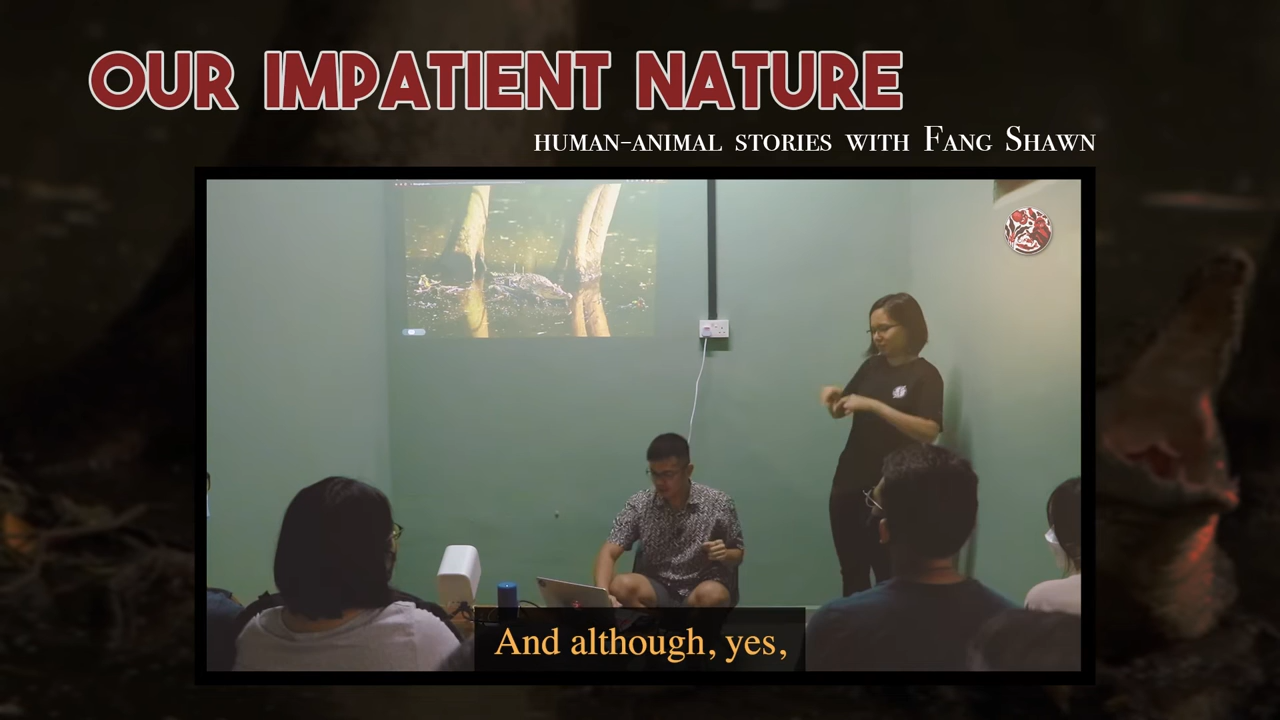 OUR IMPATIENT NATURE
HUMAN-ANIMAL STORIES WITH FANG SHAWN
And although, yes,